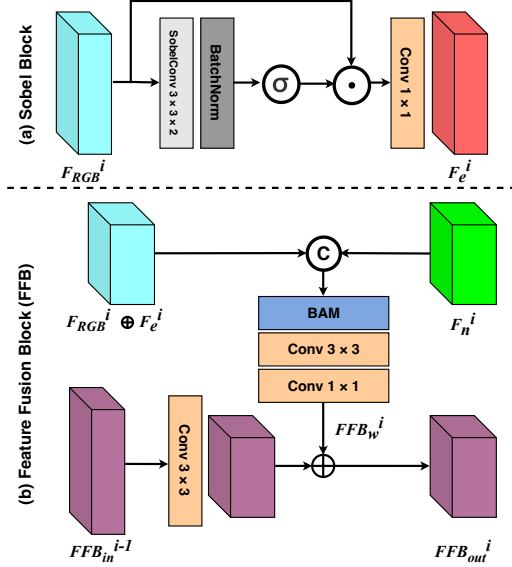 (a) Sobel Block
SobelConv 3 × 3 × 2
BatchNorm
σ
Conv 1 × 1
F_RGB^i
F_e^i
(b) Feature Fusion Block (FFB)
C
F_RGB^i ⊕ F_e^i
F_n^i
BAM
Conv 3 × 3
Conv 1 × 1
FFB_w^i
Conv 3 × 3
FFB_in^i-1
FFB_out^i